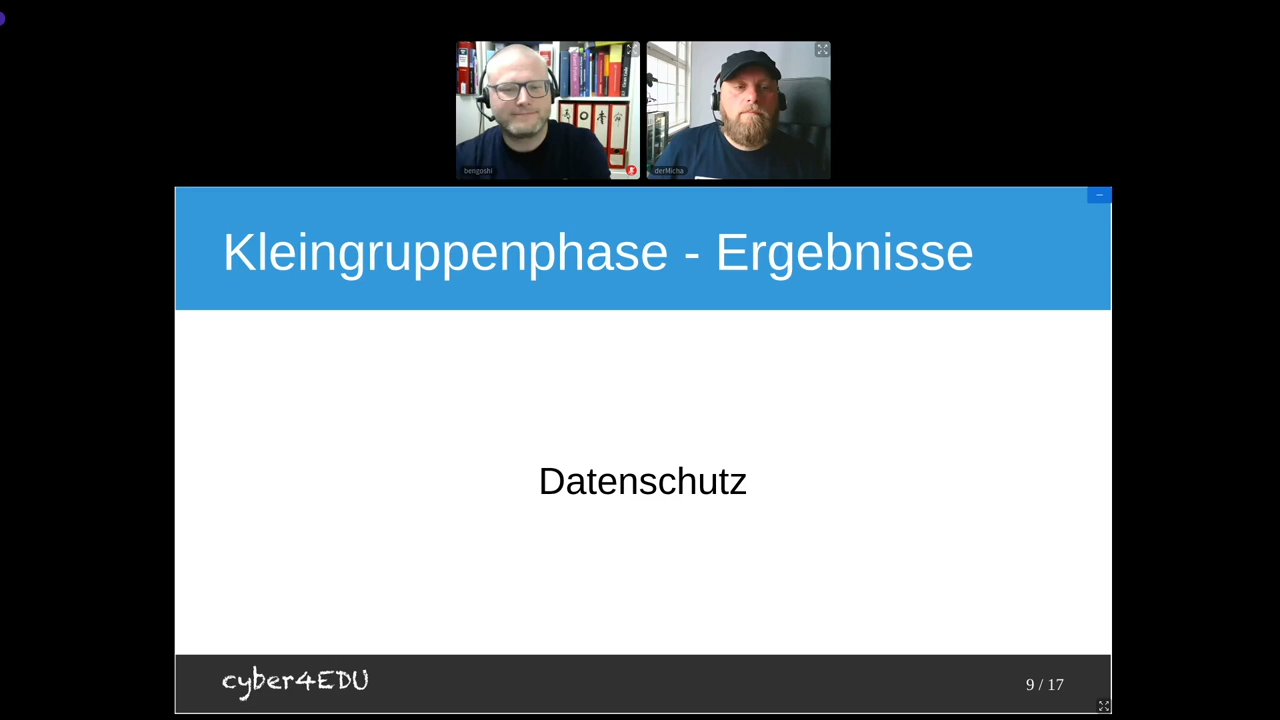 bengoshi
derMicha
Kleingruppenphase - Ergebnisse
Datenschutz
cyber4EDU
9 / 17